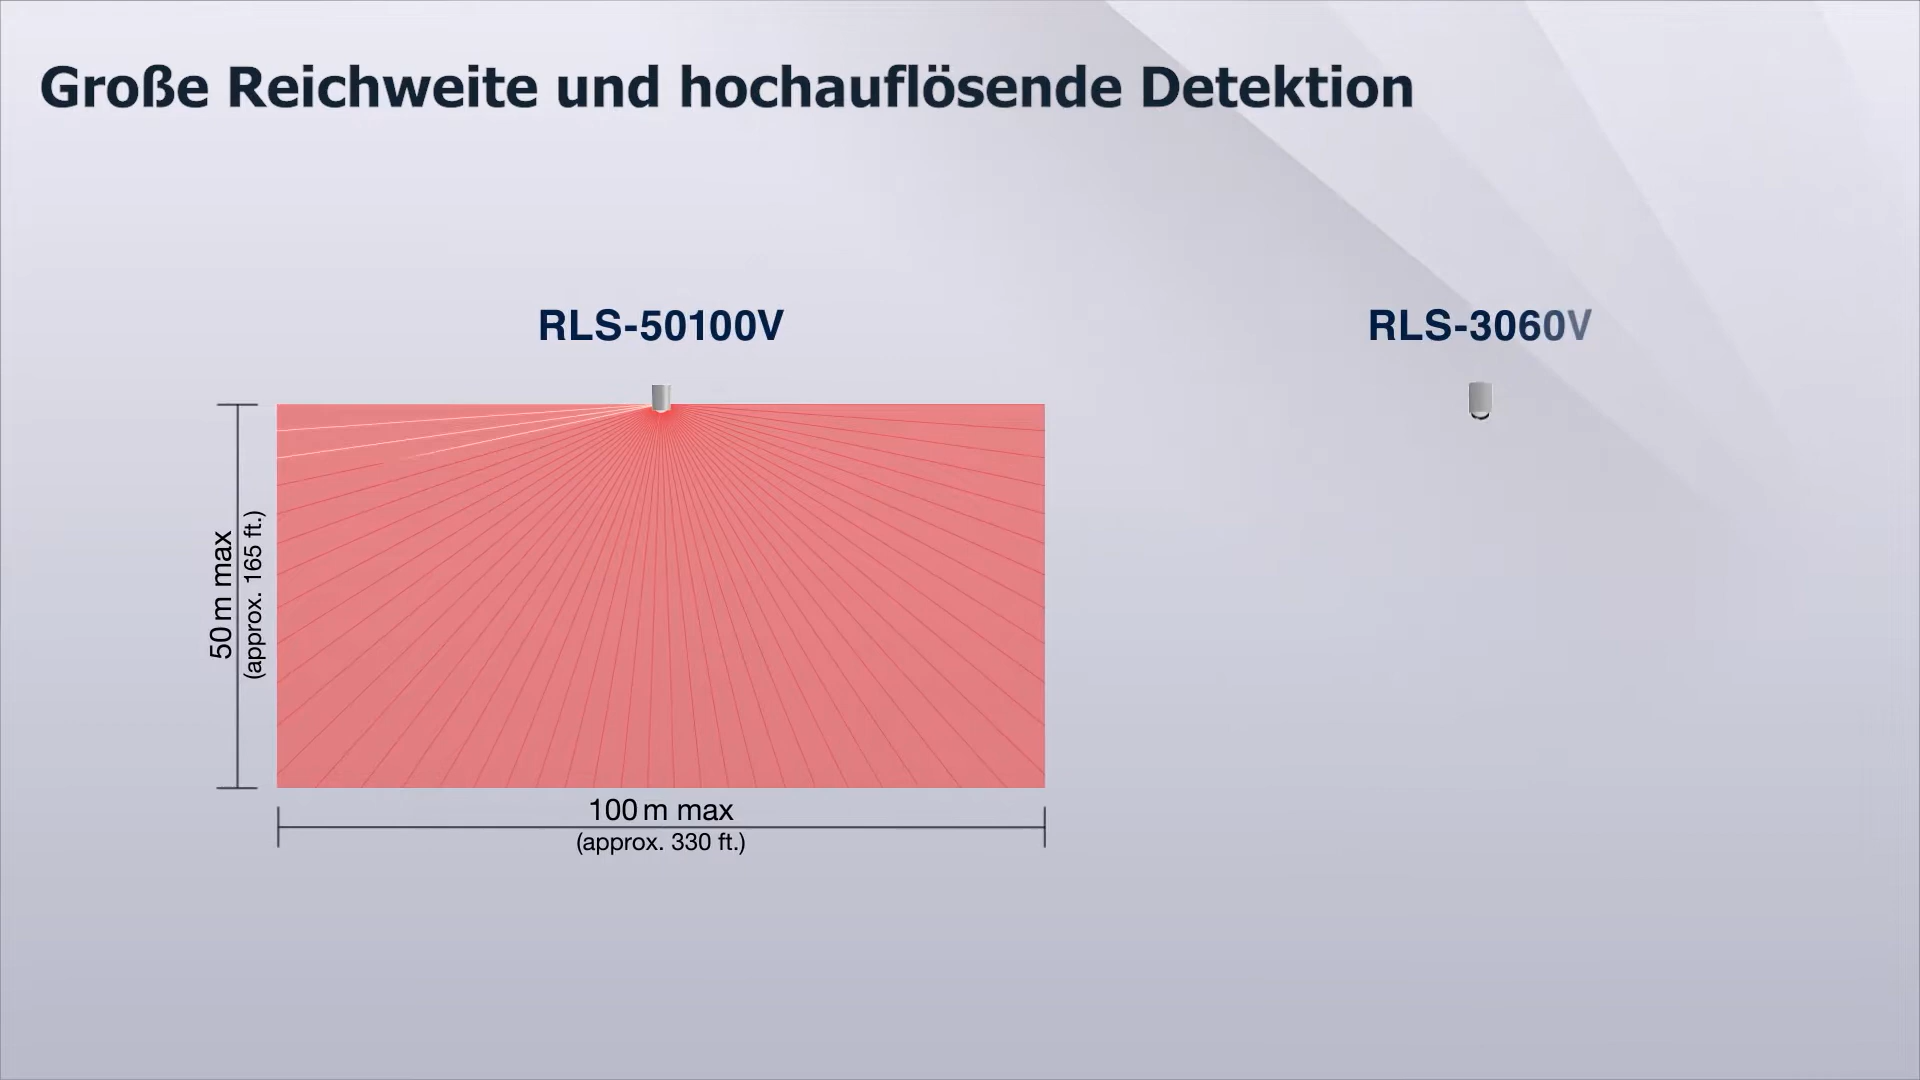 Große Reichweite und hochauflösende Detektion
RLS-50100V
RLS-3060V
50 m max
(approx. 165 ft.)
100 m max
(approx. 330 ft.)